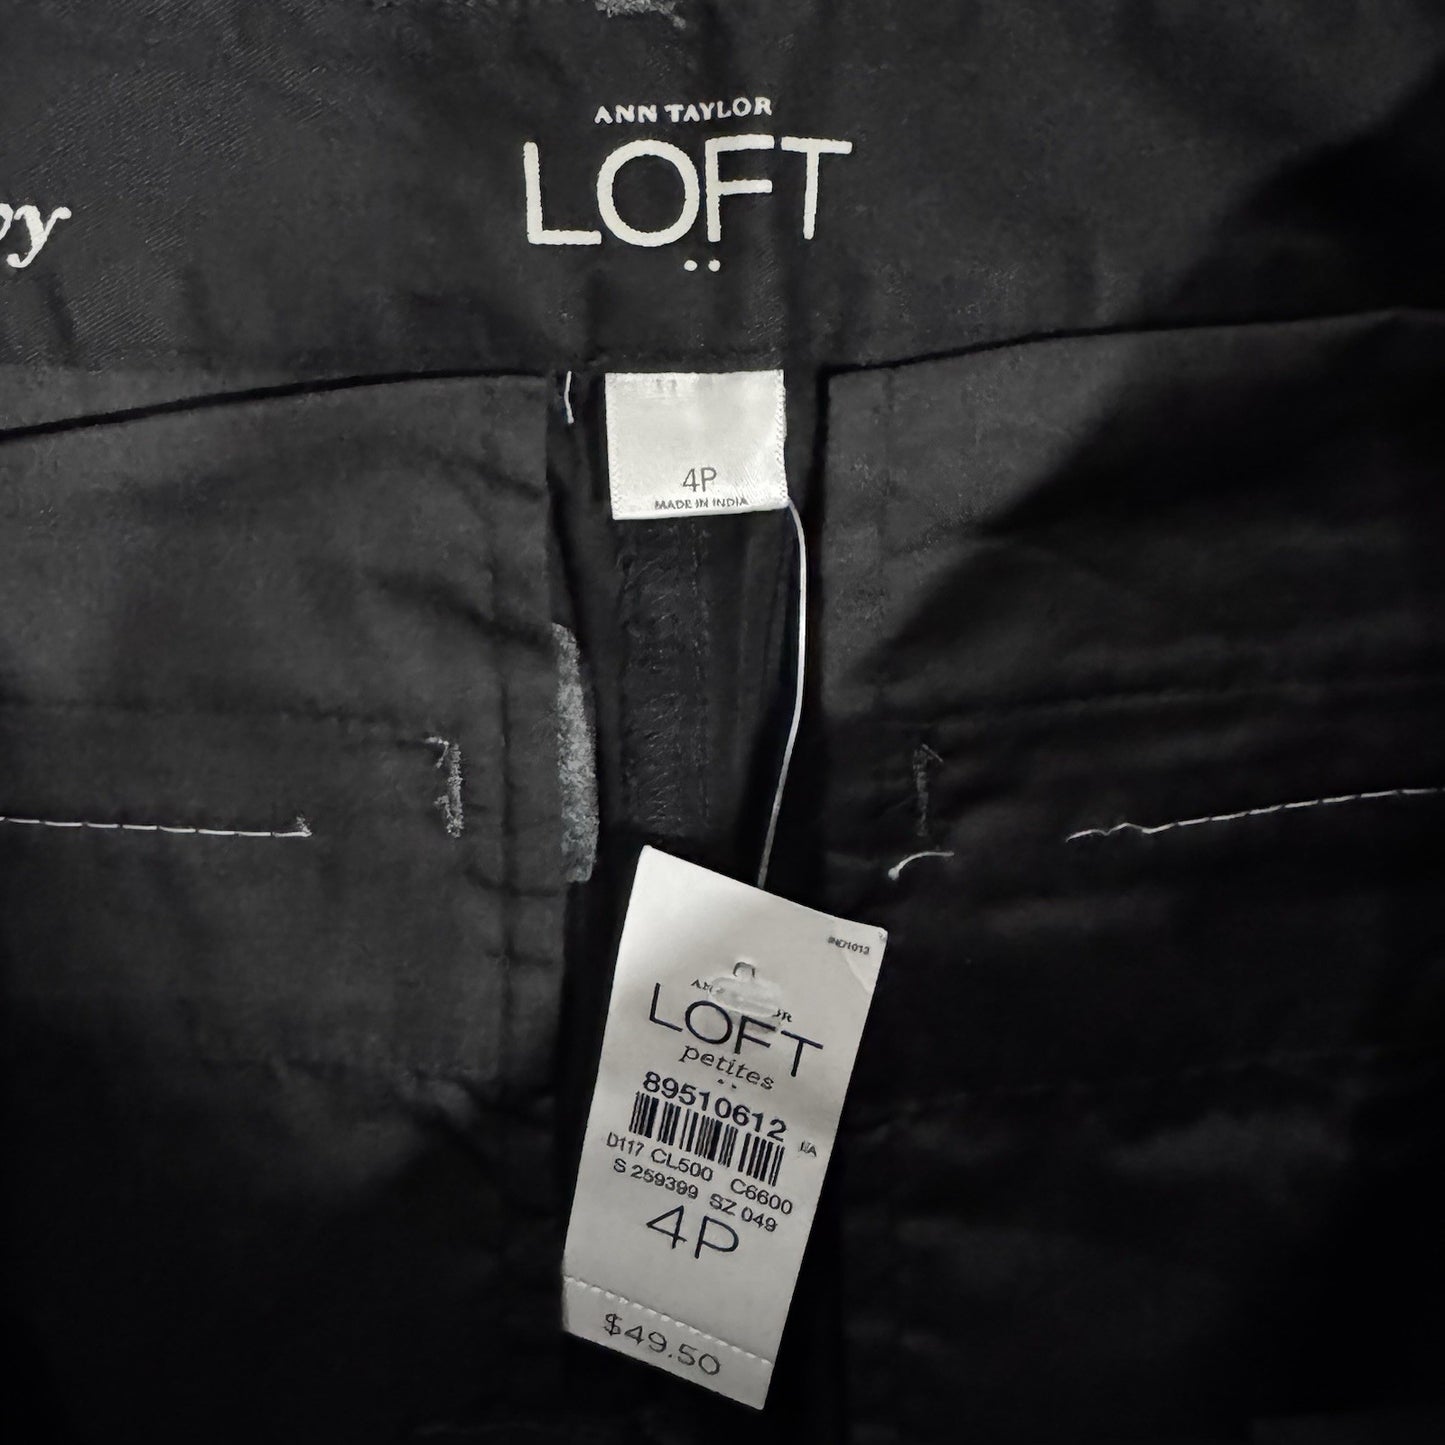 ANN TAYLOR
LOFT
4P
MADE IN INDIA
IND1013
LOFT
petites
89510612
D117 CL500 C6600
S 259399 SZ 049
4P
$49.50